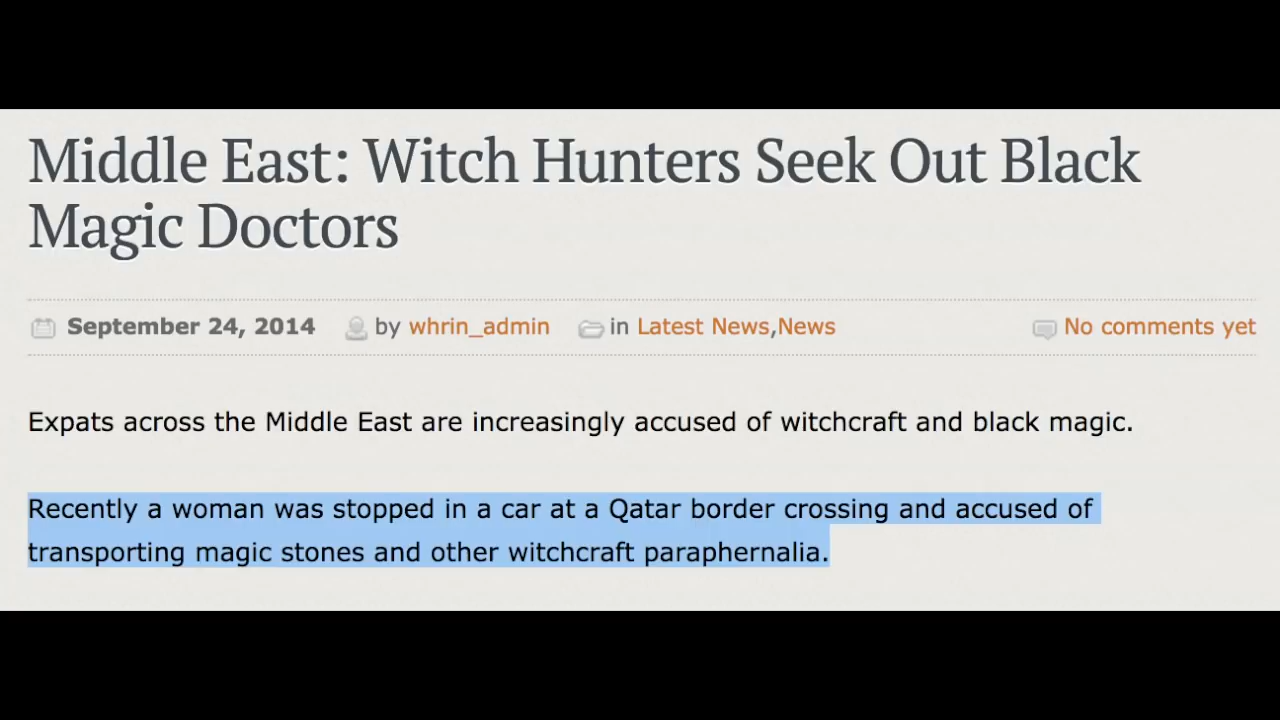 Middle East: Witch Hunters Seek Out Black
Magic Doctors
September 24, 2014 by whrin_admin in Latest News,News No comments yet
Expats across the Middle East are increasingly accused of witchcraft and black magic.
Recently a woman was stopped in a car at a Qatar border crossing and accused of
transporting magic stones and other witchcraft paraphernalia.